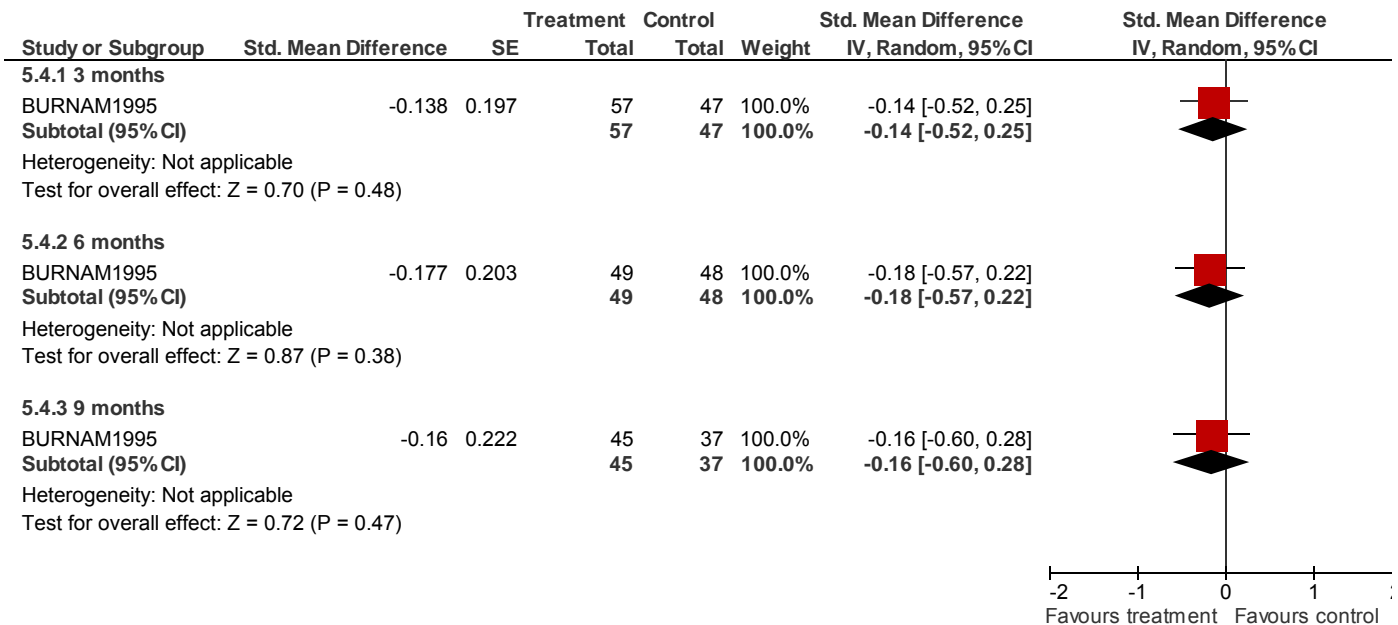 Treatment Control Std. Mean Difference Std. Mean Difference
Study or Subgroup Std. Mean Difference SE Total Total Weight IV, Random, 95% CI IV, Random, 95% CI
5.4.1 3 months
BURNAM1995 -0.138 0.197 57 47 100.0% -0.14 [-0.52, 0.25]
Subtotal (95% CI) 57 47 100.0% -0.14 [-0.52, 0.25]
Heterogeneity: Not applicable
Test for overall effect: Z = 0.70 (P = 0.48)
5.4.2 6 months
BURNAM1995 -0.177 0.203 49 48 100.0% -0.18 [-0.57, 0.22]
Subtotal (95% CI) 49 48 100.0% -0.18 [-0.57, 0.22]
Heterogeneity: Not applicable
Test for overall effect: Z = 0.87 (P = 0.38)
5.4.3 9 months
BURNAM1995 -0.16 0.222 45 37 100.0% -0.16 [-0.60, 0.28]
Subtotal (95% CI) 45 37 100.0% -0.16 [-0.60, 0.28]
Heterogeneity: Not applicable
Test for overall effect: Z = 0.72 (P = 0.47)
-2 -1 0 1
Favours treatment Favours control